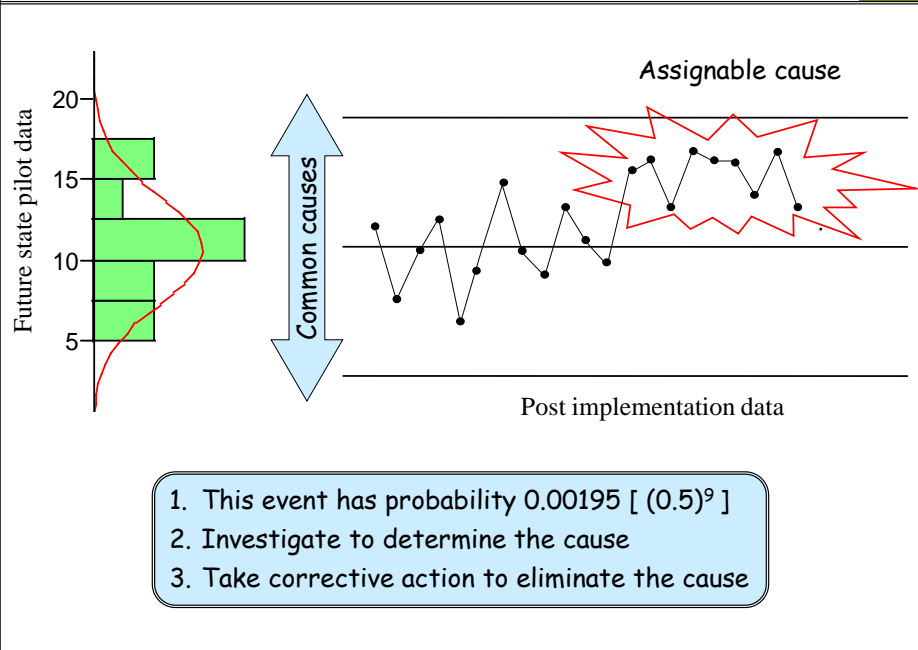 Assignable cause
Future state pilot data
20
15
10
5
Common causes
Post implementation data
1. This event has probability 0.00195 [ (0.5)⁹ ]
2. Investigate to determine the cause
3. Take corrective action to eliminate the cause